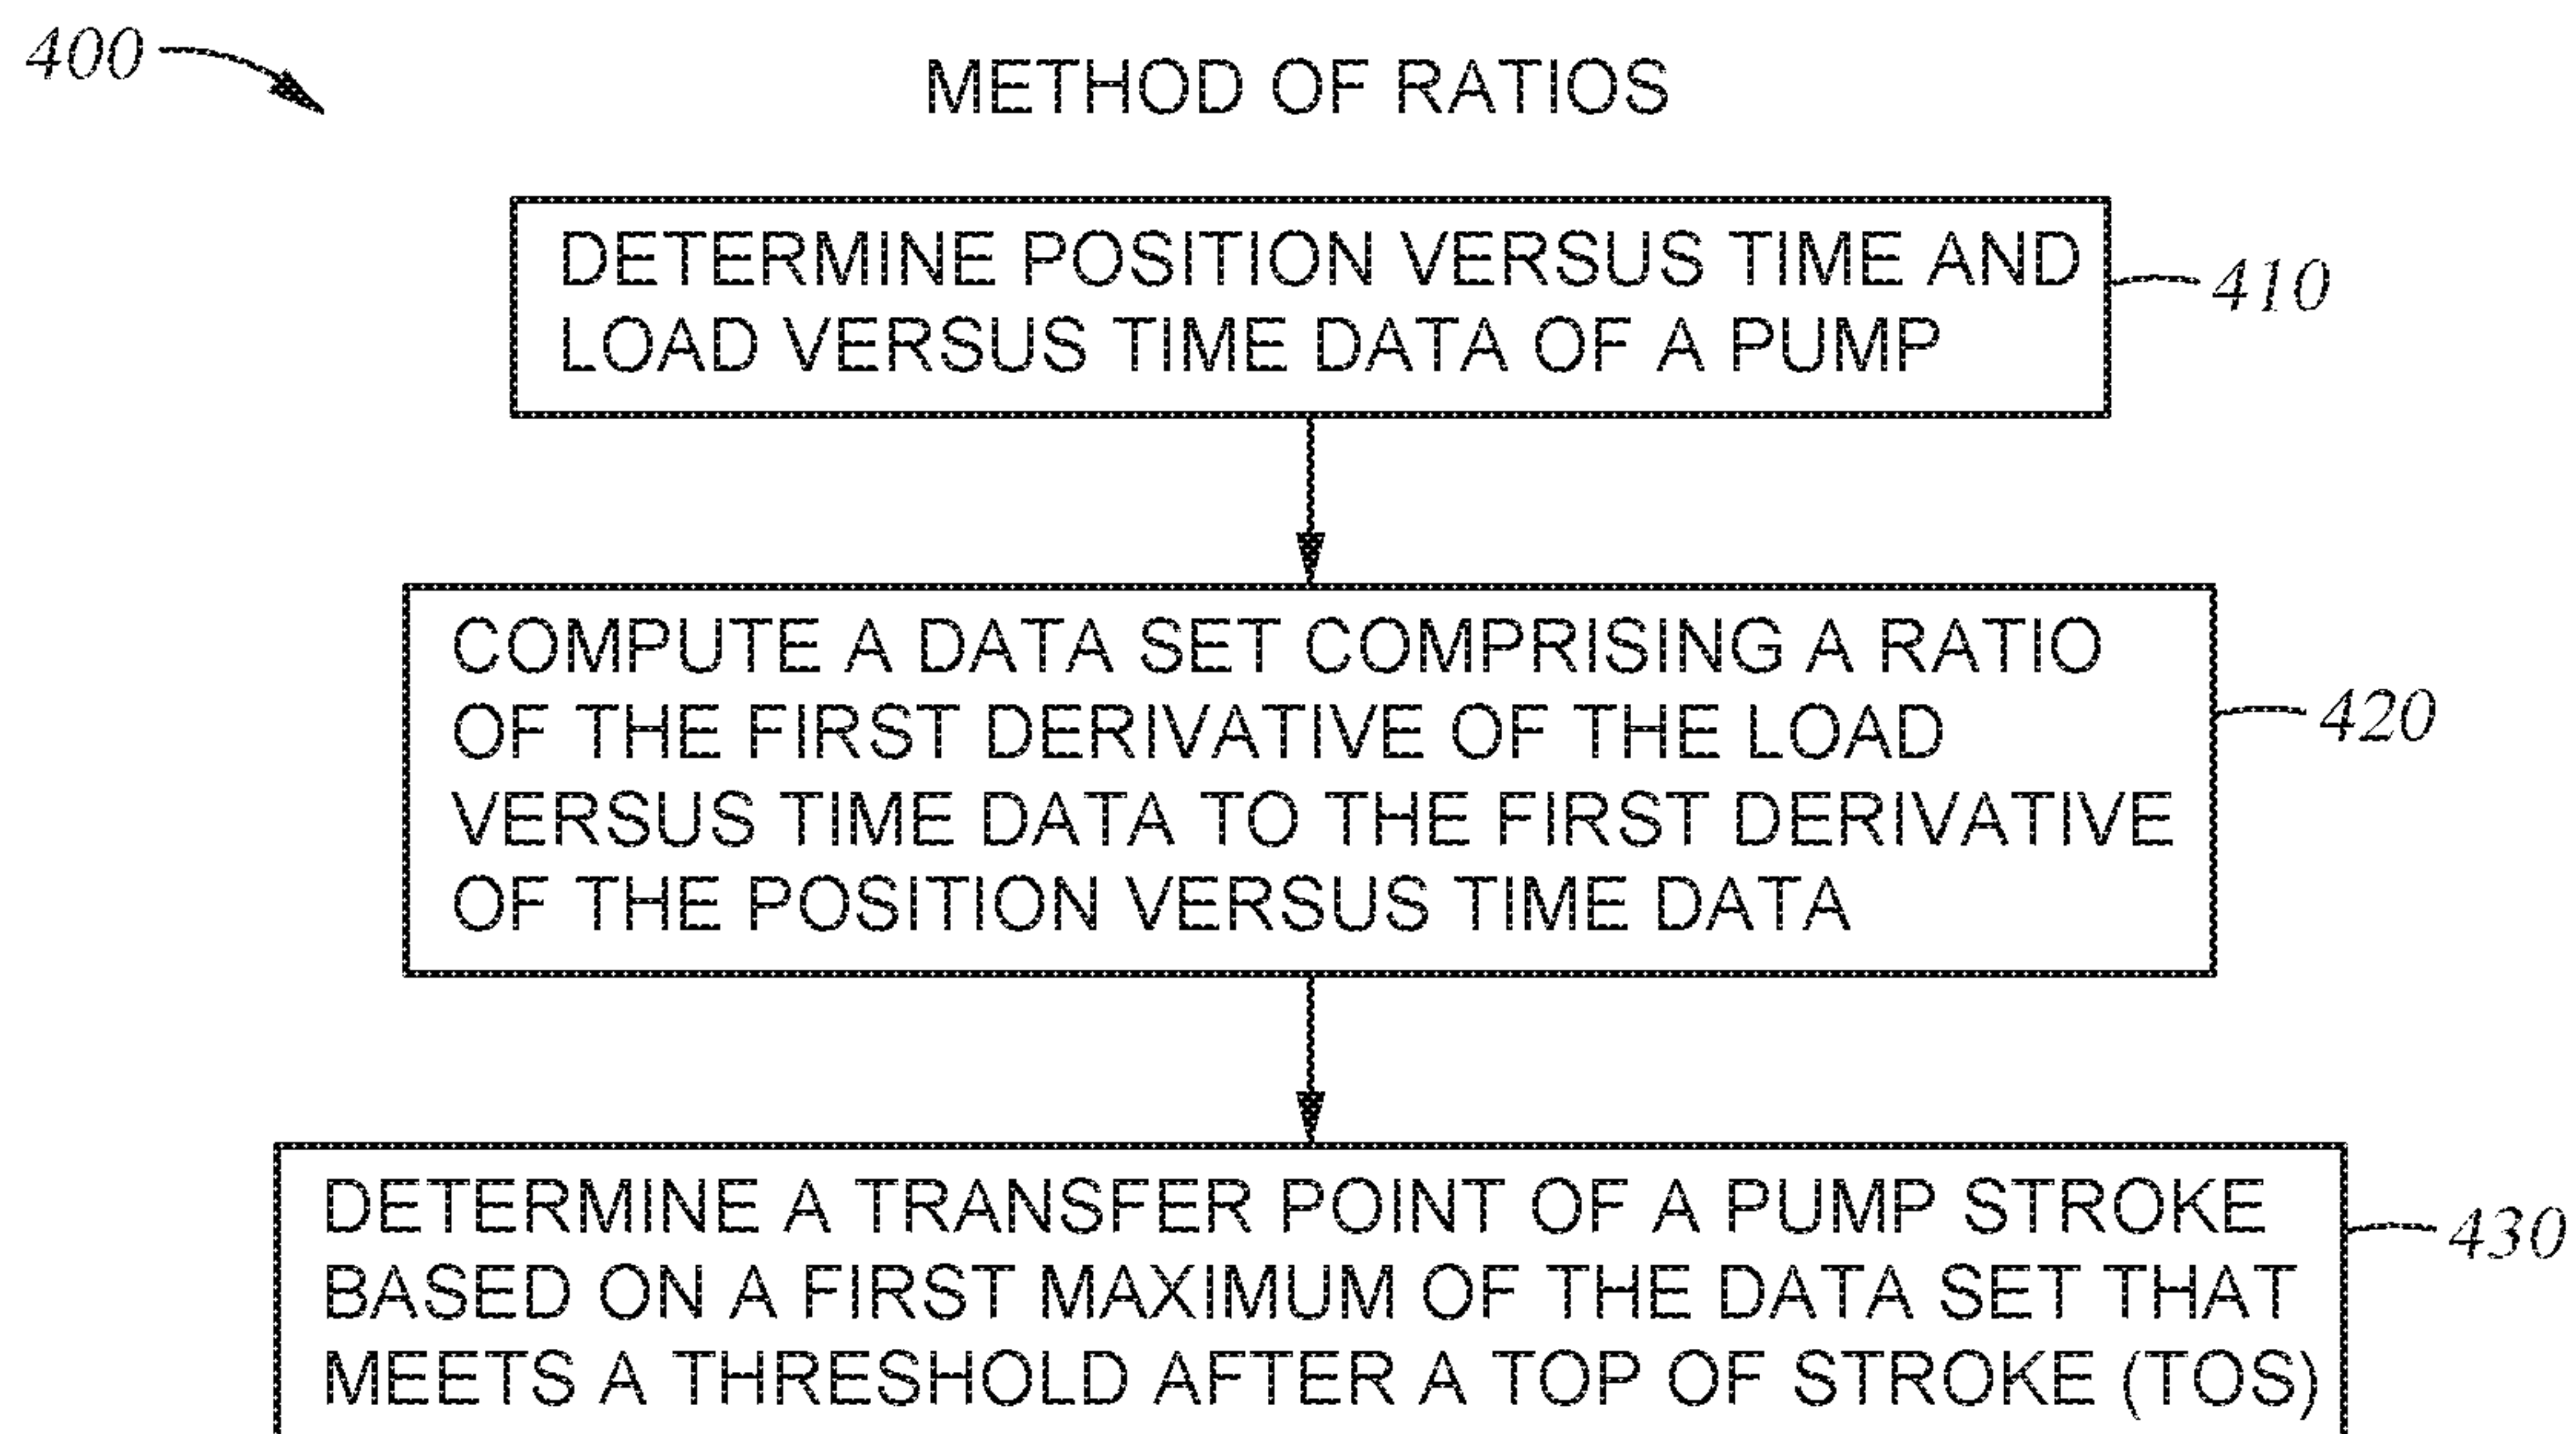 400
METHOD OF RATIOS
DETERMINE POSITION VERSUS TIME AND
LOAD VERSUS TIME DATA OF A PUMP
410
COMPUTE A DATA SET COMPRISING A RATIO
OF THE FIRST DERIVATIVE OF THE LOAD
VERSUS TIME DATA TO THE FIRST DERIVATIVE
OF THE POSITION VERSUS TIME DATA
420
DETERMINE A TRANSFER POINT OF A PUMP STROKE
BASED ON A FIRST MAXIMUM OF THE DATA SET THAT
MEETS A THRESHOLD AFTER A TOP OF STROKE (TOS)
430